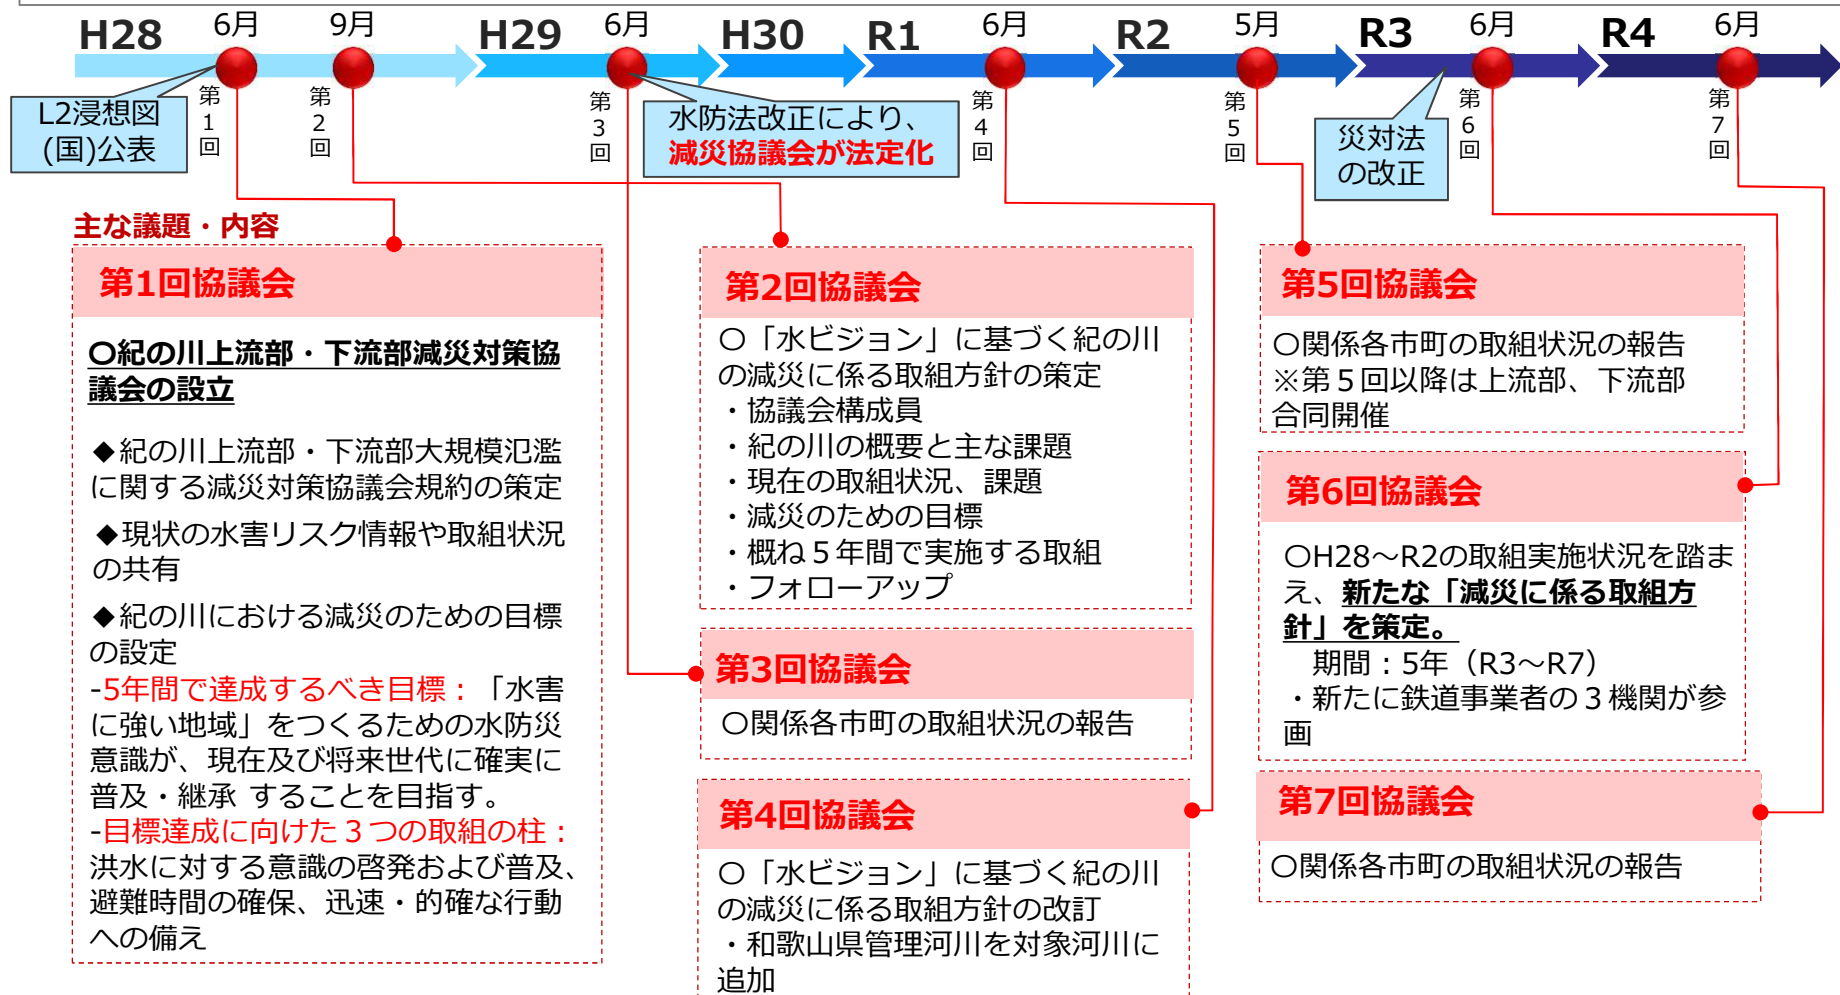 H28
6月
9月
H29
6月
H30
R1
6月
R2
5月
R3
6月
R4
6月
L2浸想図
(国)公表
第1回
第2回
第3回
水防法改正により、
減災協議会が法定化
第4回
第5回
災対法
の改正
第6回
第7回
主な議題・内容
第1回協議会
〇紀の川上流部・下流部減災対策協
議会の設立
◆紀の川上流部・下流部大規模氾濫
に関する減災対策協議会規約の策定
◆現状の水害リスク情報や取組状況
の共有
◆紀の川における減災のための目標
の設定
-5年間で達成するべき目標：「水害
に強い地域」をつくるための水防災
意識が、現在及び将来世代に確実に
普及・継承 することを目指す。
-目標達成に向けた３つの取組の柱：
洪水に対する意識の啓発および普及、
避難時間の確保、迅速・的確な行動
への備え
第2回協議会
〇「水ビジョン」に基づく紀の川
の減災に係る取組方針の策定
・協議会構成員
・紀の川の概要と主な課題
・現在の取組状況、課題
・減災のための目標
・概ね５年間で実施する取組
・フォローアップ
第3回協議会
〇関係各市町の取組状況の報告
第4回協議会
〇「水ビジョン」に基づく紀の川
の減災に係る取組方針の改訂
・和歌山県管理河川を対象河川に
追加
第5回協議会
〇関係各市町の取組状況の報告
※第５回以降は上流部、下流部
合同開催
第6回協議会
〇H28～R2の取組実施状況を踏ま
え、新たな「減災に係る取組方
針」を策定。
期間：5年（R3～R7）
・新たに鉄道事業者の３機関が参
画
第7回協議会
〇関係各市町の取組状況の報告